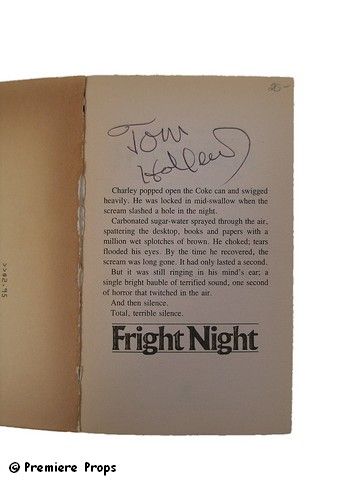 20-
Tom
Holland
Charley popped open the Coke can and swigged
heavily. He was locked in mid-swallow when the
scream slashed a hole in the night.
Carbonated sugar-water sprayed through the air,
spattering the desktop, books and papers with a
million wet splotches of brown. He choked; tears
flooded his eyes. By the time he recovered, the
scream was long gone. It had only lasted a second.
But it was still ringing in his mind's ear; a
single bright bauble of terrified sound, one second
of horror that twitched in the air.
And then silence.
Total, terrible silence.
Fright Night
>>$2.95
© Premiere Props